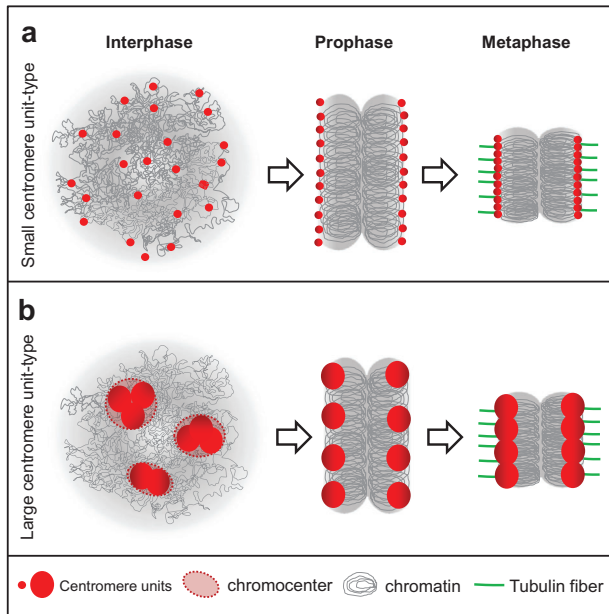 a
Interphase
Prophase
Metaphase
Small centromere unit-type
b
Large centromere unit-type
Centromere units
chromocenter
chromatin
Tubulin fiber